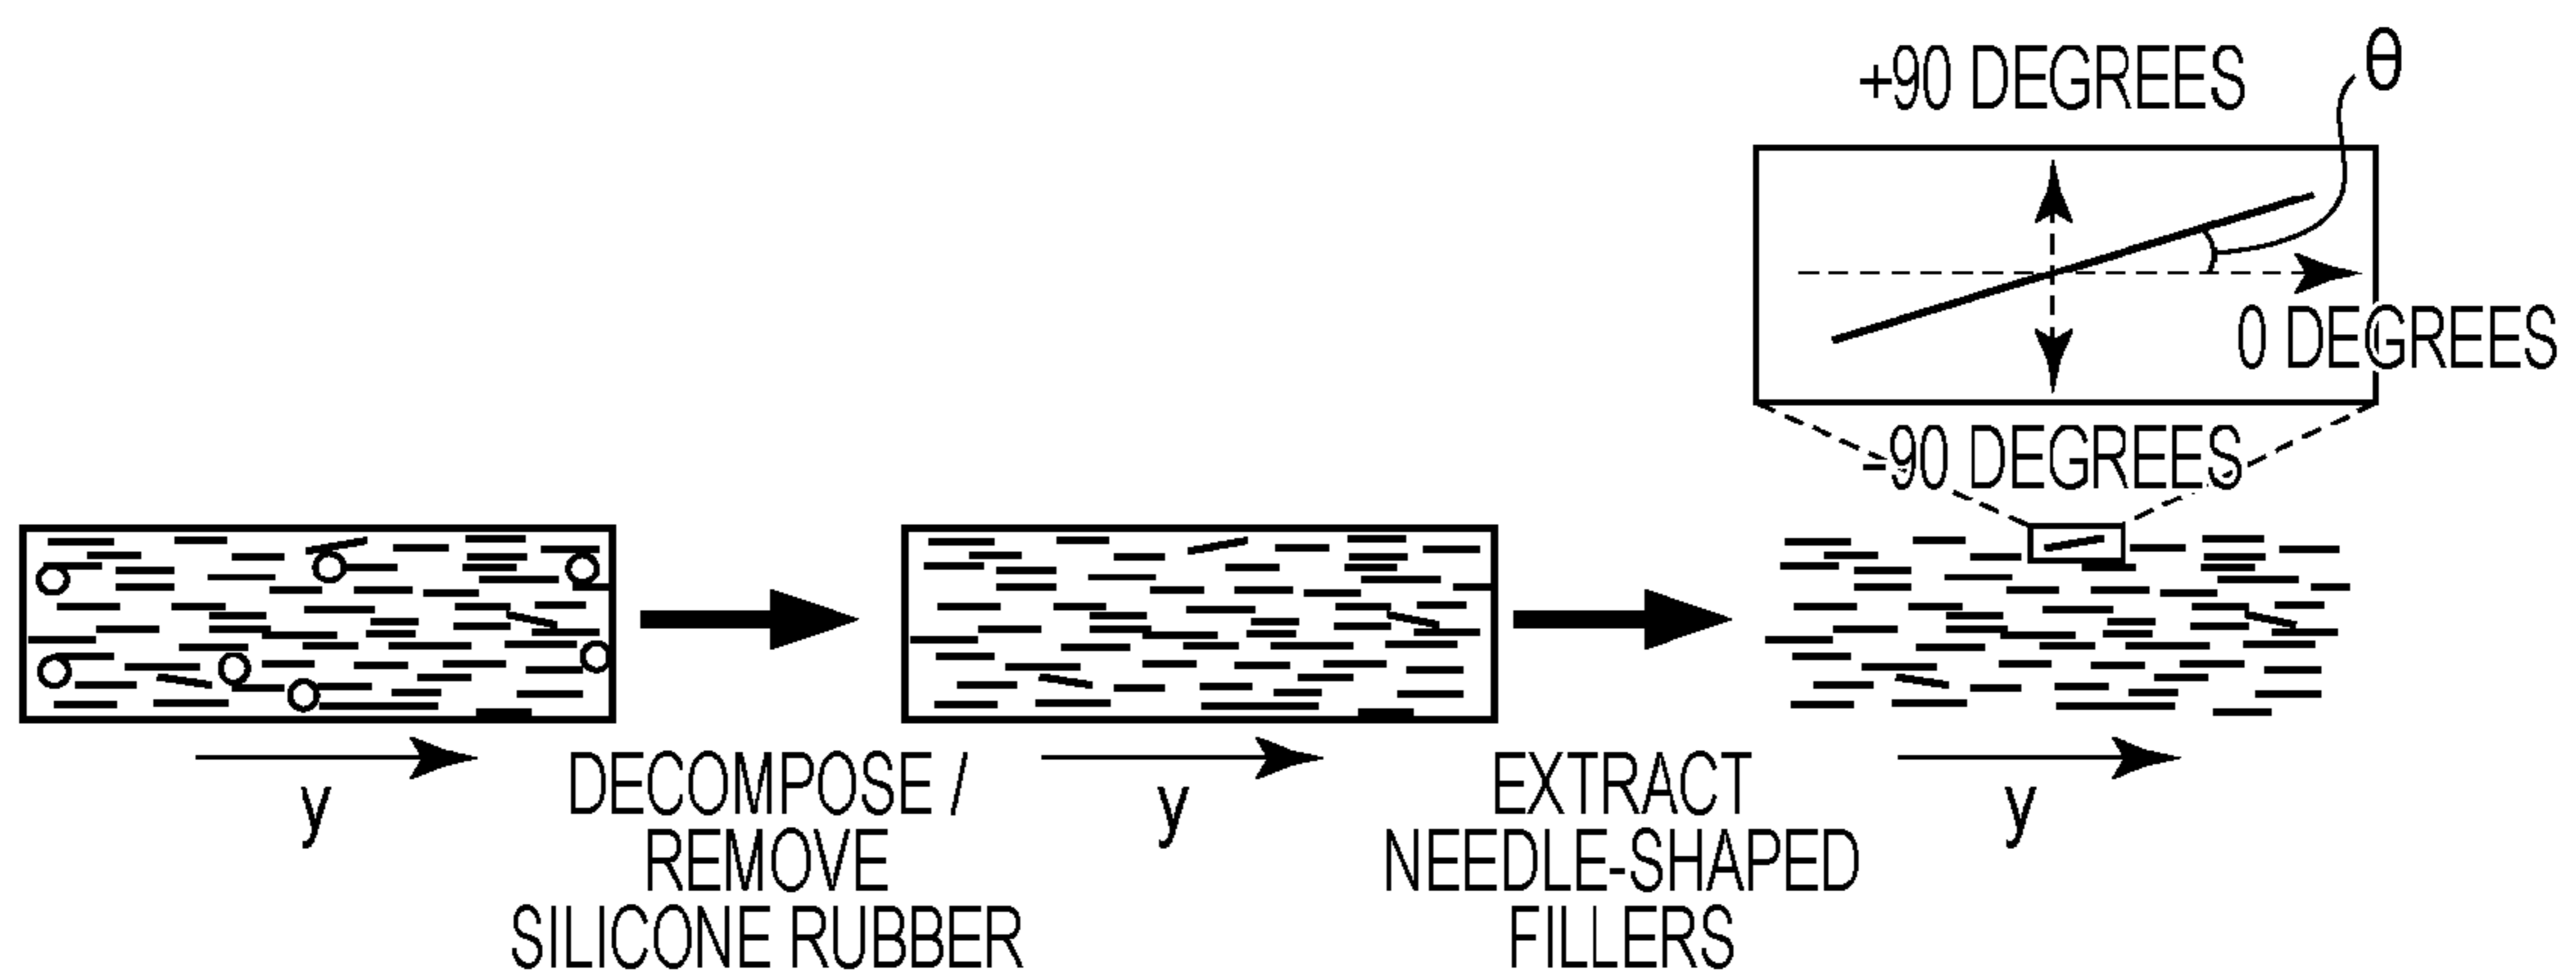 +90 DEGREES
θ
0 DEGREES
-90 DEGREES
y
DECOMPOSE /
REMOVE
SILICONE RUBBER
y
EXTRACT
NEEDLE-SHAPED
FILLERS
y